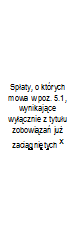 Spłaty, o których
mowa w poz. 5.1,
wynikające
wyłącznie z tytułu
zobowiązań już
zaciągniętych x